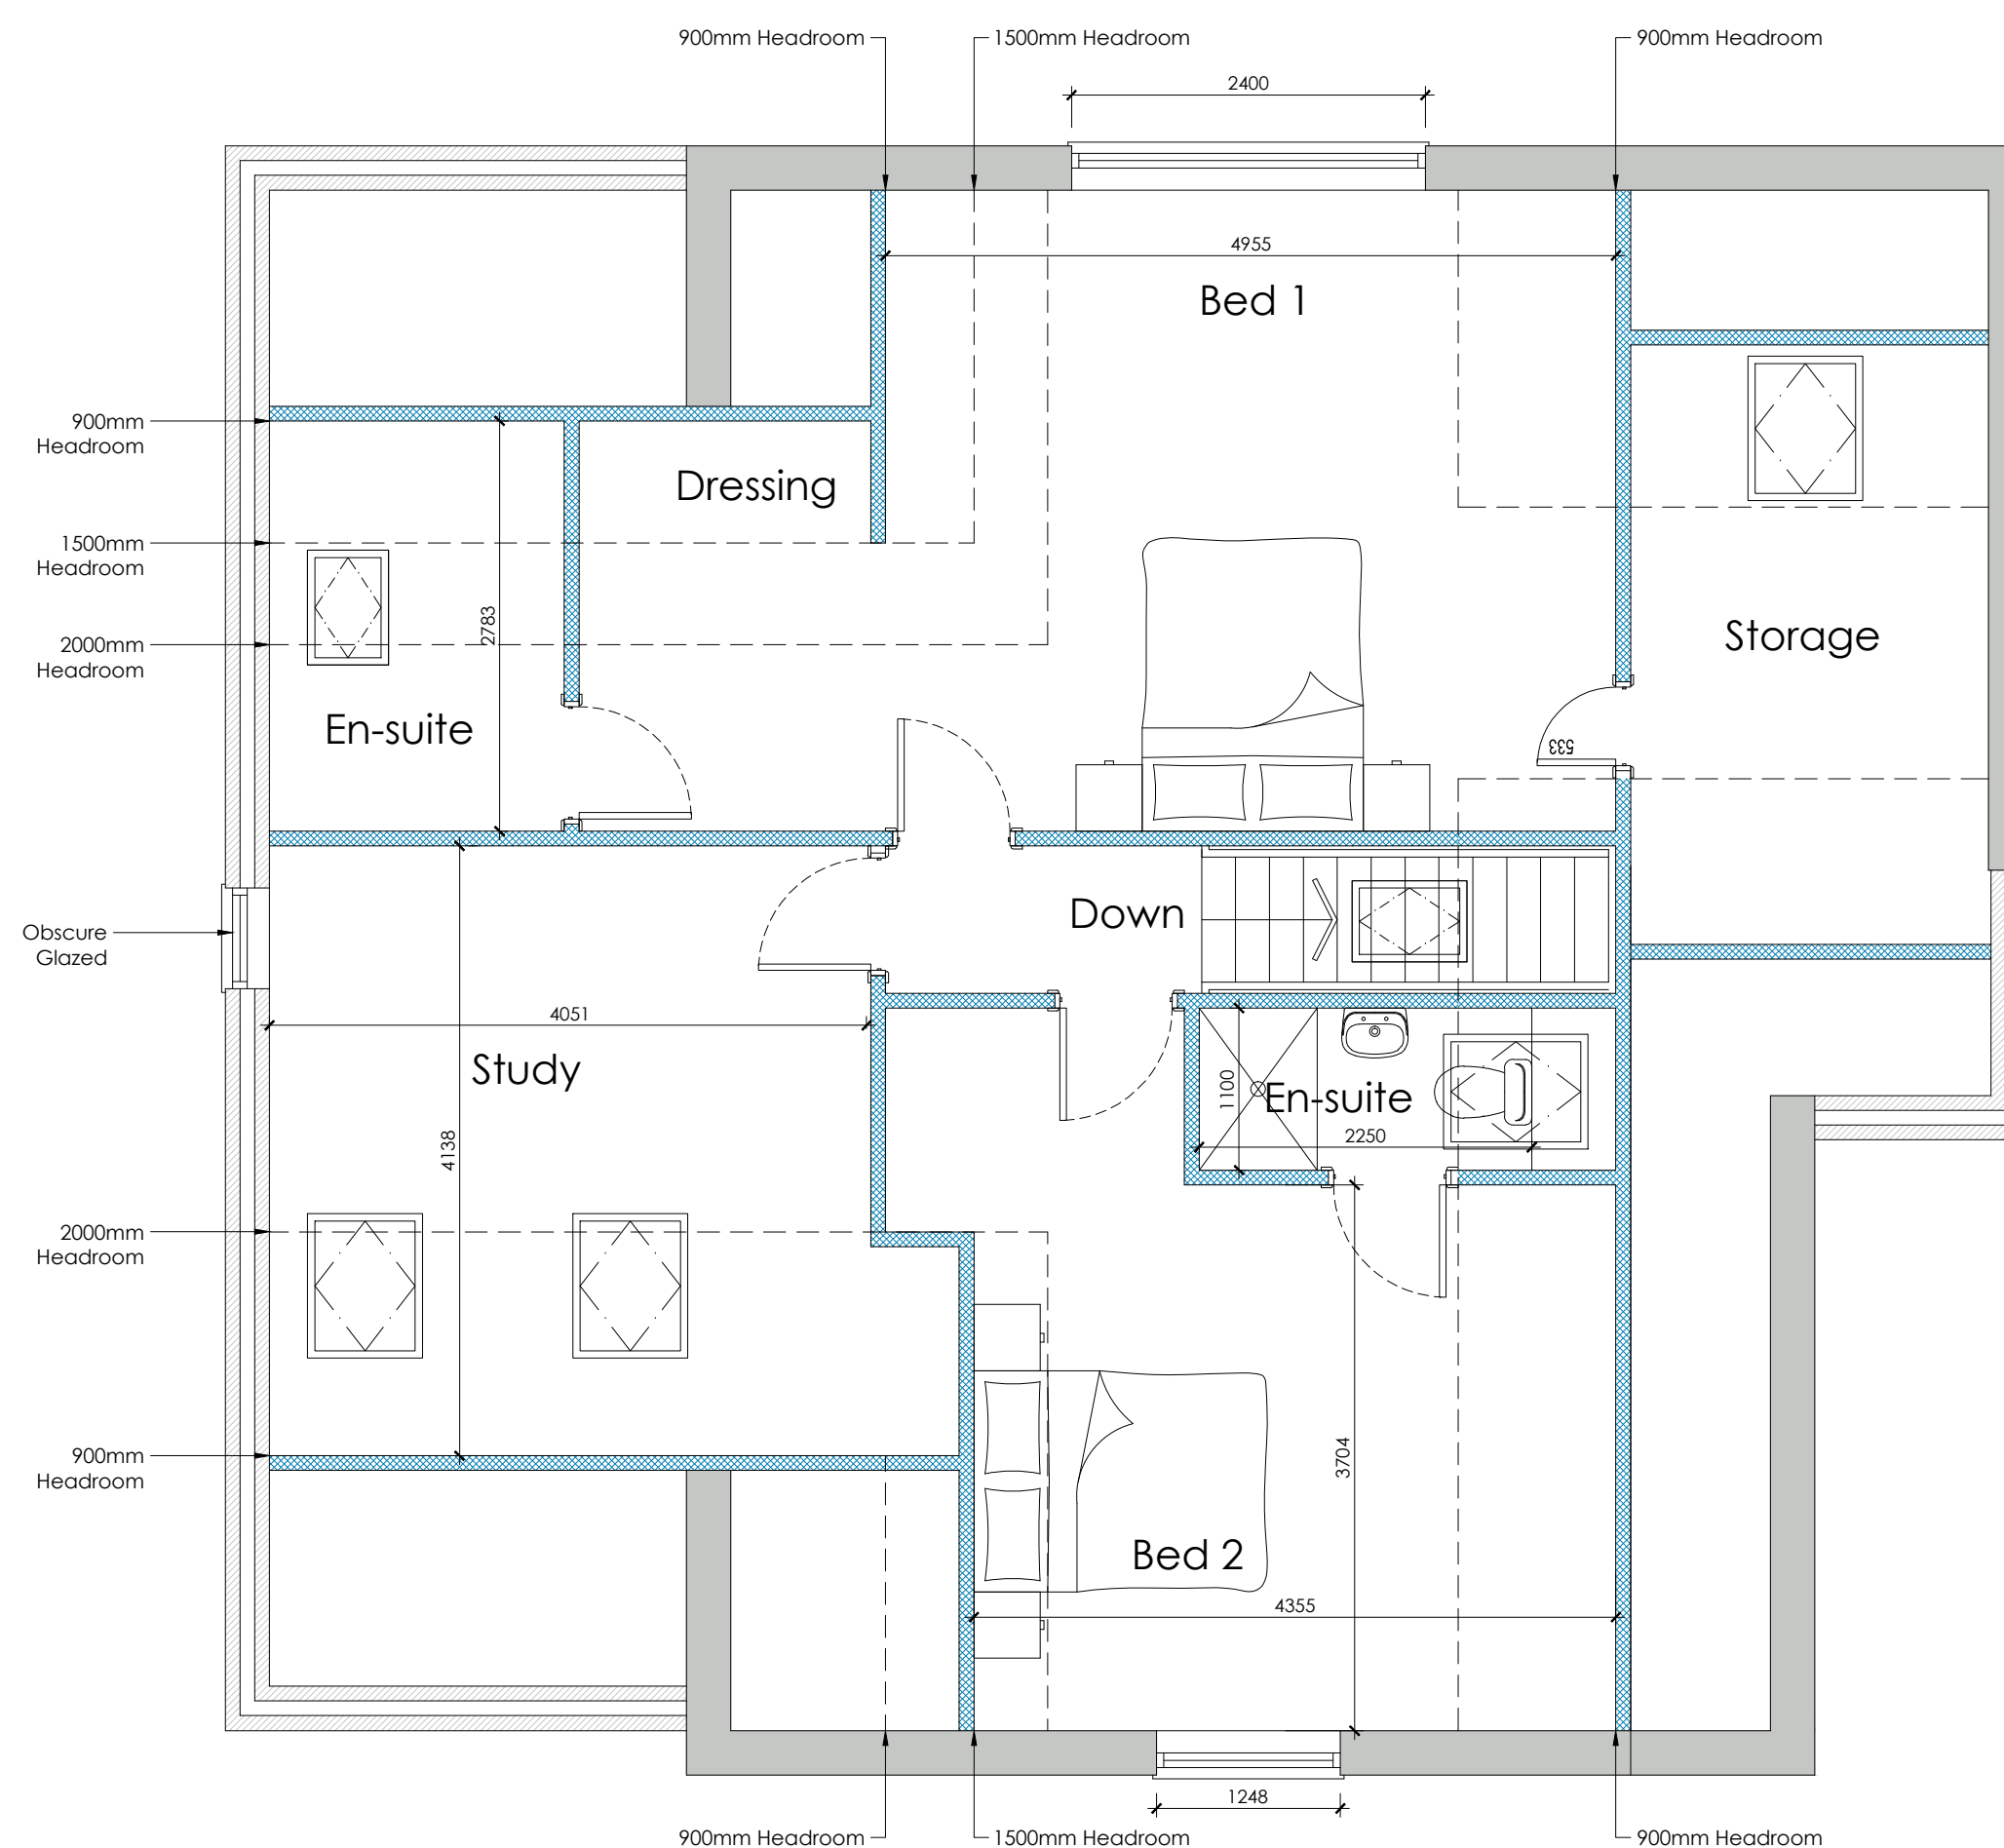 900mm Headroom
1500mm Headroom
900mm Headroom
2400
4955
Bed 1
900mm
Headroom
Dressing
1500mm
Headroom
2783
2000mm
Headroom
Storage
En-suite
533
Down
Obscure
Glazed
4051
Study
1100
En-suite
2250
4138
2000mm
Headroom
3704
900mm
Headroom
Bed 2
4355
1248
900mm Headroom
1500mm Headroom
900mm Headroom